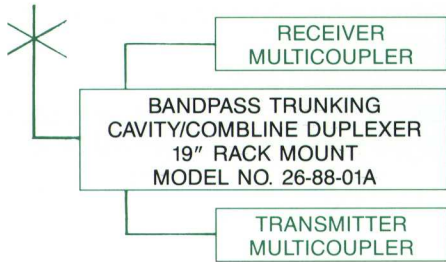 RECEIVER
MULTICOUPLER
BANDPASS TRUNKING
CAVITY/COMBLINE DUPLEXER
19" RACK MOUNT
MODEL NO. 26-88-01A
TRANSMITTER
MULTICOUPLER